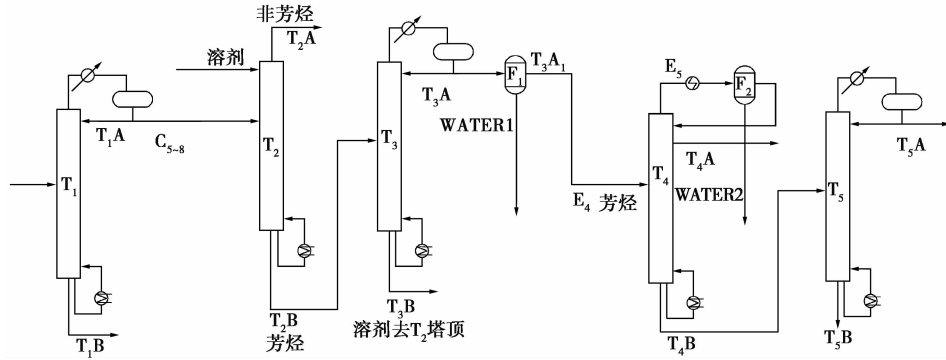 非芳烃
T₂A
溶剂
T₁A
C₅~₈
T₁
T₁B
T₂
T₂B
芳烃
T₃A
T₃
T₃B
溶剂去T₂塔顶
F₁
T₃A₁
WATER1
E₄ 芳烃
E₅
F₂
T₄
T₄A
WATER2
T₄B
T₅
T₅A
T₅B